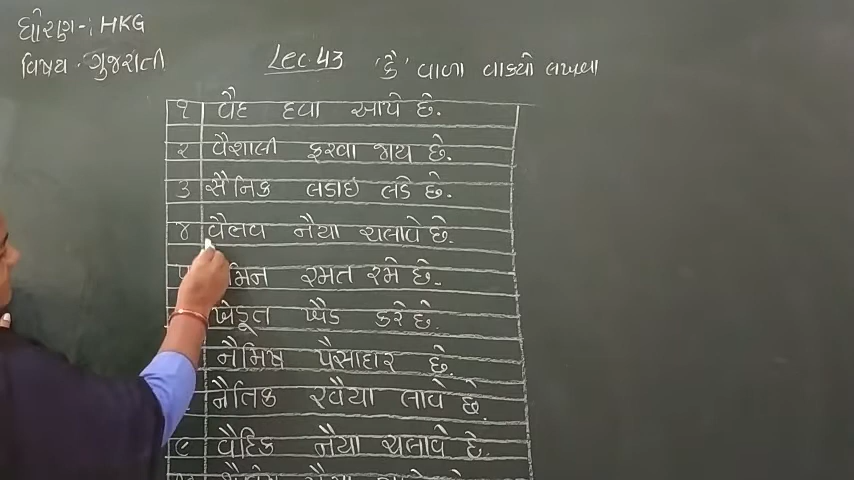 ધોરણ-: HKG
વિષય - ગુજરાતી
Lec. 43 'કૈ' વાળા વાક્યો લખવા
૧ વૈદ દવા આપે છે.
૨ વૈશાલી ફરવા જાય છે.
૩ સૈનિક લડાઇ લડે છે.
૪ વૈભવ નૈયા ચલાવે છે.
૫ મિન રમત રમે છે.
ખેડૂત ખૈડ કરે છે.
નૈમિષ પૈસાદાર છે.
નૈતિક રવૈયા લાવે છે.
૯ વૈદિક નૈયા ચલાવે છે.